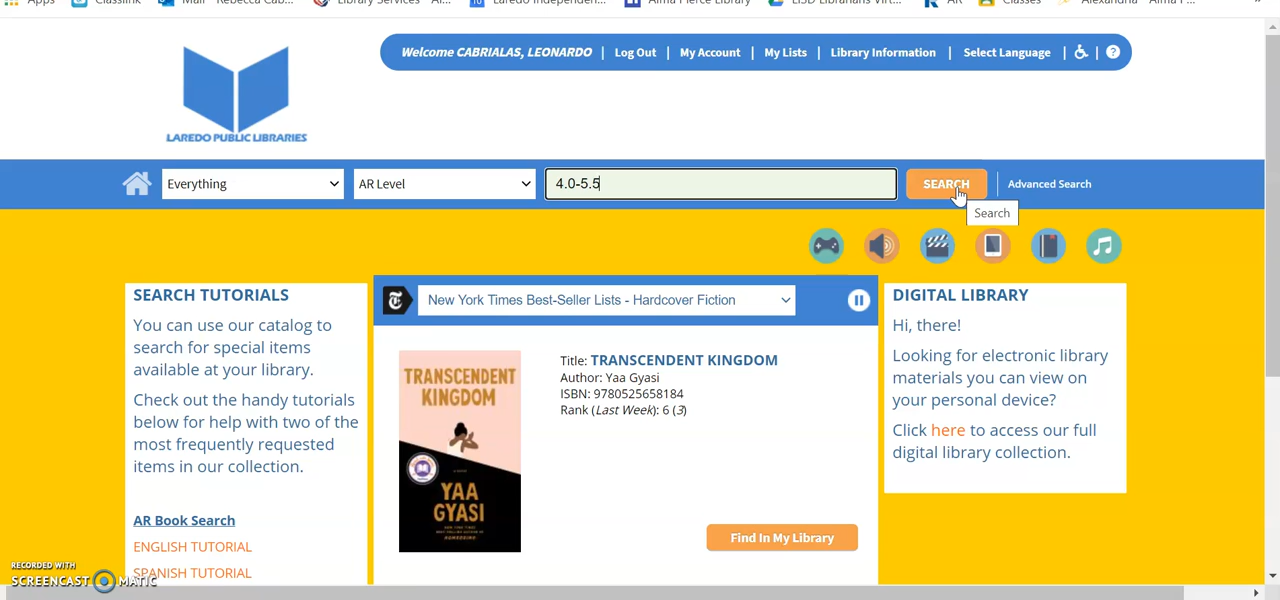 Apps Classlink Mail - Rebecca Cab... Library Services - Al... Laredo Independen... Alma Pierce Library LISD Librarians Virt... AR Classes Alexandria - Alma P... »
Welcome CABRIALAS, LEONARDO | Log Out | My Account | My Lists | Library Information | Select Language | | ?
LAREDO PUBLIC LIBRARIES
Everything AR Level 4.0-5.5 SEARCH Advanced Search
Search
SEARCH TUTORIALS
You can use our catalog to
search for special items
available at your library.
Check out the handy tutorials
below for help with two of the
most frequently requested
items in our collection.
AR Book Search
ENGLISH TUTORIAL
SPANISH TUTORIAL
New York Times Best-Seller Lists - Hardcover Fiction
TRANSCENDENT
KINGDOM
YAA
GYASI
Title: TRANSCENDENT KINGDOM
Author: Yaa Gyasi
ISBN: 9780525658184
Rank (Last Week): 6 (3)
Find In My Library
DIGITAL LIBRARY
Hi, there!
Looking for electronic library
materials you can view on
your personal device?
Click here to access our full
digital library collection.
RECORDED WITH
SCREENCAST MATIC